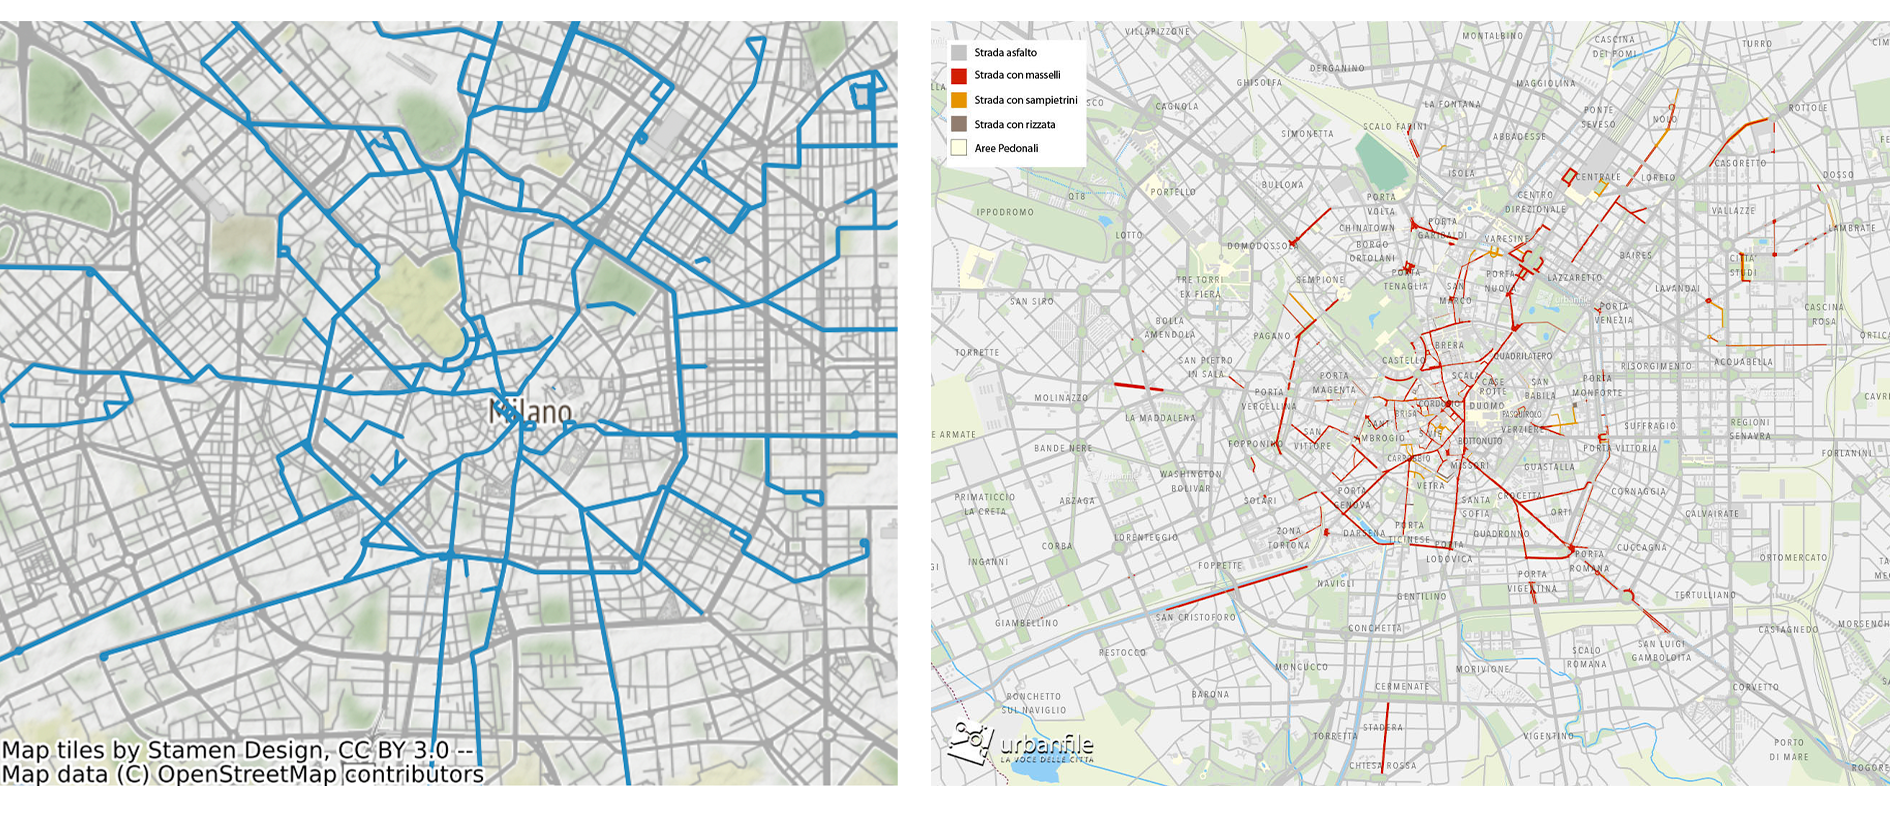 Milano
Map tiles by Stamen Design, CC BY 3.0 --
Map data (C) OpenStreetMap contributors
Strada asfalto
Strada con masselli
Strada con sampietrini
Strada con rizzata
Aree Pedonali
VILLAPIZZONE
MONTALBINO
CASCINA
DEI POMI
TURRO
DERGANINO
GHISOLFA
MAGGIOLINA
CAGNOLA
LA FONTANA
PONTE
SEVESO
NOLO
ROTTOLE
SCALO FARINI
SIMONETTA
ABBADESSE
CASORETTO
ISOLA
CENTRALE
LORETO
DOSSO
QT8
PORTELLO
BULLONA
PORTA
VOLTA
CENTRO
DIREZIONALE
IPPODROMO
VALLAZZE
CHINATOWN
PORTA
GARIBALDI
VARESINE
LAMBRATE
LOTTO
DOMODOSSOLA
BORGO
ORTOLANI
BAIRES
CITTA'
STUDI
TRE TORRI
EX FIERA
SEMPIONE
PORTA
TENAGLIA
SAN
MARCO
PORTA
NUOVA
LAZZARETTO
LAVANDAI
SAN SIRO
urbanfile
PORTA
VENEZIA
CASCINA
ROSA
BOLLA
AMENDOLA
PAGANO
BRERA
TORRETTE
SAN PIETRO
IN SALA
CASTELLO
QUADRILATERO
RISORGIMENTO
ACQUABELLA
PORTA
MAGENTA
SCALA
CASE
ROTTE
SAN
BABILA
PORTA
MONFORTE
MOLINAZZO
PORTA
VERCELLINA
CORDUSIO
DUOMO
LA MADDALENA
BRISA
PASQUIROLO
VERZIERE
SUFFRAGIO
REGIONI
SENAVRA
E ARMATE
BANDE NERE
FOPPONINO
SAN
VITTORE
SANT'
AMBROGIO
BOTTONUTO
PORTA VITTORIA
FORLANINI
WASHINGTON
BOLIVAR
CARROBBIO
MISSORI
GUASTALLA
PRIMATICCIO
LA CRETA
ARZAGA
SOLARI
PORTA
GENOVA
VETRA
SANTA
SOFIA
CROCETTA
ORTI
CORNAGGIA
CALVAIRATE
ZONA
TORTONA
DARSENA
PORTA
TICINESE
QUADRONNO
CORBA
LORENTEGGIO
PORTA
LODOVICA
CUCCAGNA
INGANNI
FOPPETTE
PORTA
ROMANA
ORTOMERCATO
NAVIGLI
GENTILINO
PORTA
VIGENTINA
TERTULLIANO
GIAMBELLINO
SAN CRISTOFORO
CONCHETTA
CASTAGNEDO
RESTOCCO
MONCUCCO
MORIVIONE
SCALO
ROMANA
SAN LUIGI
GAMBOLOITA
RONCHETTO
SUL NAVIGLIO
BARONA
CERMENATE
CORVETTO
STADERA
TORRETTA
VIGENTINO
PORTO
DI MARE
CHIESA ROSSA
urbanfile
LA VOCE DELLE CITTÀ